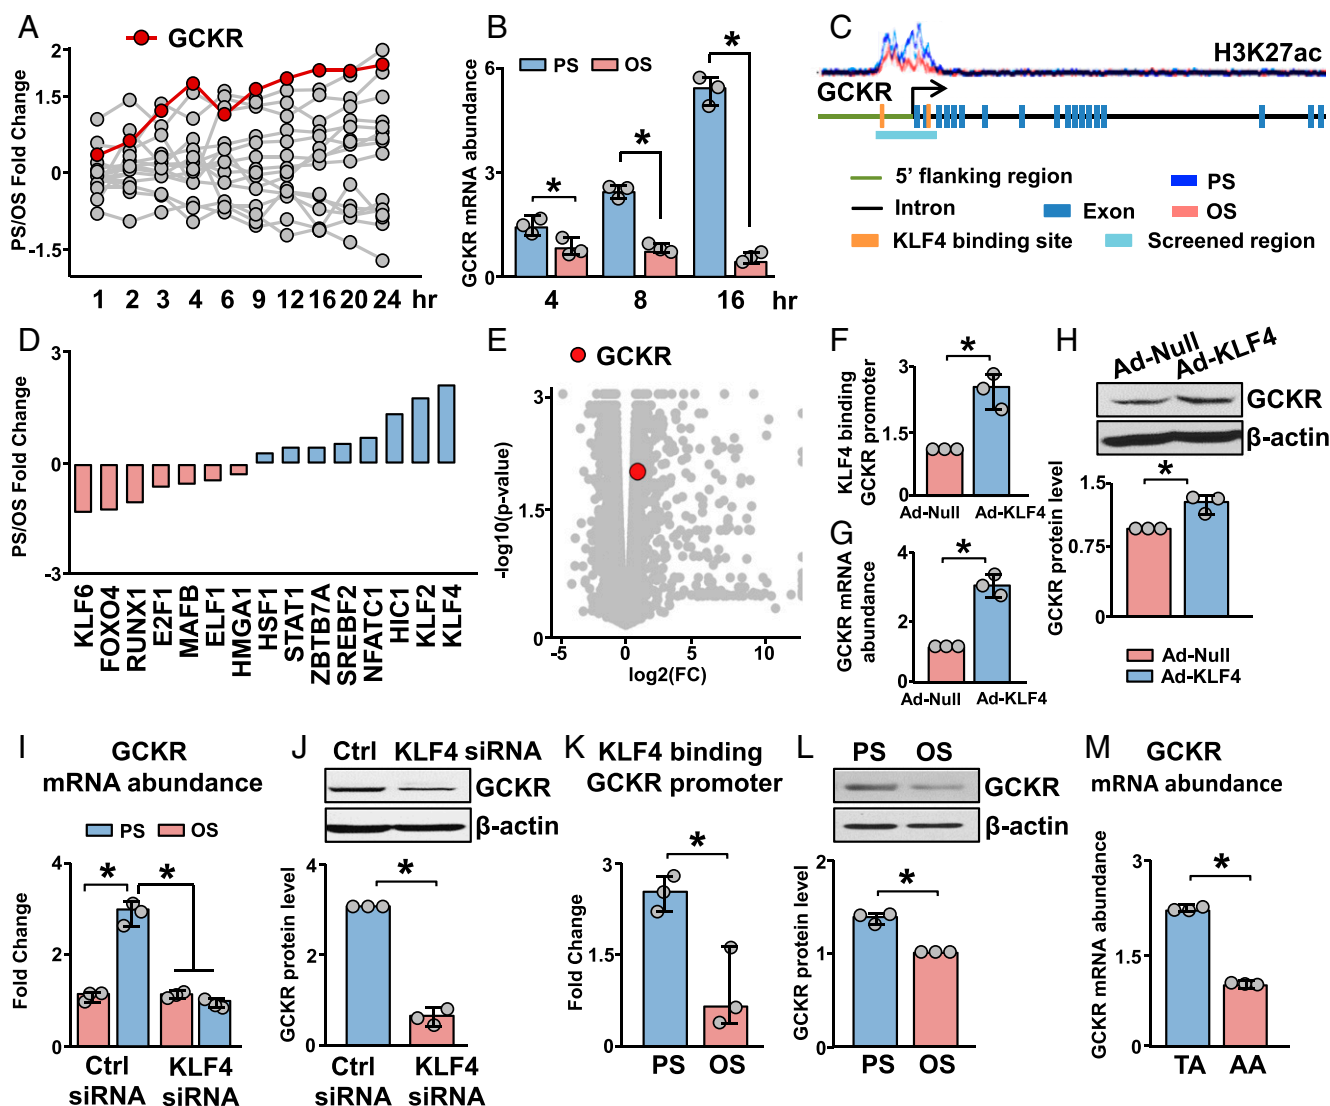 A
GCKR
PS/OS Fold Change
2
1.5
0
-1.5
1 2 3 4 6 9 12 16 20 24 hr
B
PS OS
GCKR mRNA abundance
6
3
0
* * *
4 8 16 hr
C
H3K27ac
GCKR
5' flanking region
PS
Intron
Exon
OS
KLF4 binding site
Screened region
D
PS/OS Fold Change
3
0
-3
KLF6
FOXO4
RUNX1
E2F1
MAFB
ELF1
HMGA1
HSF1
STAT1
ZBTB7A
SREBF2
NFATC1
HIC1
KLF2
KLF4
E
GCKR
-log10(p-value)
3
1.5
0
-5 0 5 10
log2(FC)
F
KLF4 binding
GCKR promoter
3
1.5
0
*
Ad-Null Ad-KLF4
G
GCKR mRNA
abundance
4
2
0
*
Ad-Null Ad-KLF4
H
Ad-Null
Ad-KLF4
GCKR
β-actin
GCKR protein level
1.5
0.75
0
*
Ad-Null
Ad-KLF4
I
GCKR
mRNA abundance
PS OS
Fold Change
4
2
0
* *
Ctrl
siRNA
KLF4
siRNA
J
Ctrl KLF4 siRNA
GCKR
β-actin
GCKR protein level
4
2
0
*
Ctrl
siRNA
KLF4
siRNA
K
KLF4 binding
GCKR promoter
Fold Change
3
1.5
0
*
PS OS
L
PS OS
GCKR
β-actin
GCKR protein level
2
1
0
*
PS OS
M
GCKR
mRNA abundance
GCKR mRNA abundance
3
1.5
0
*
TA AA